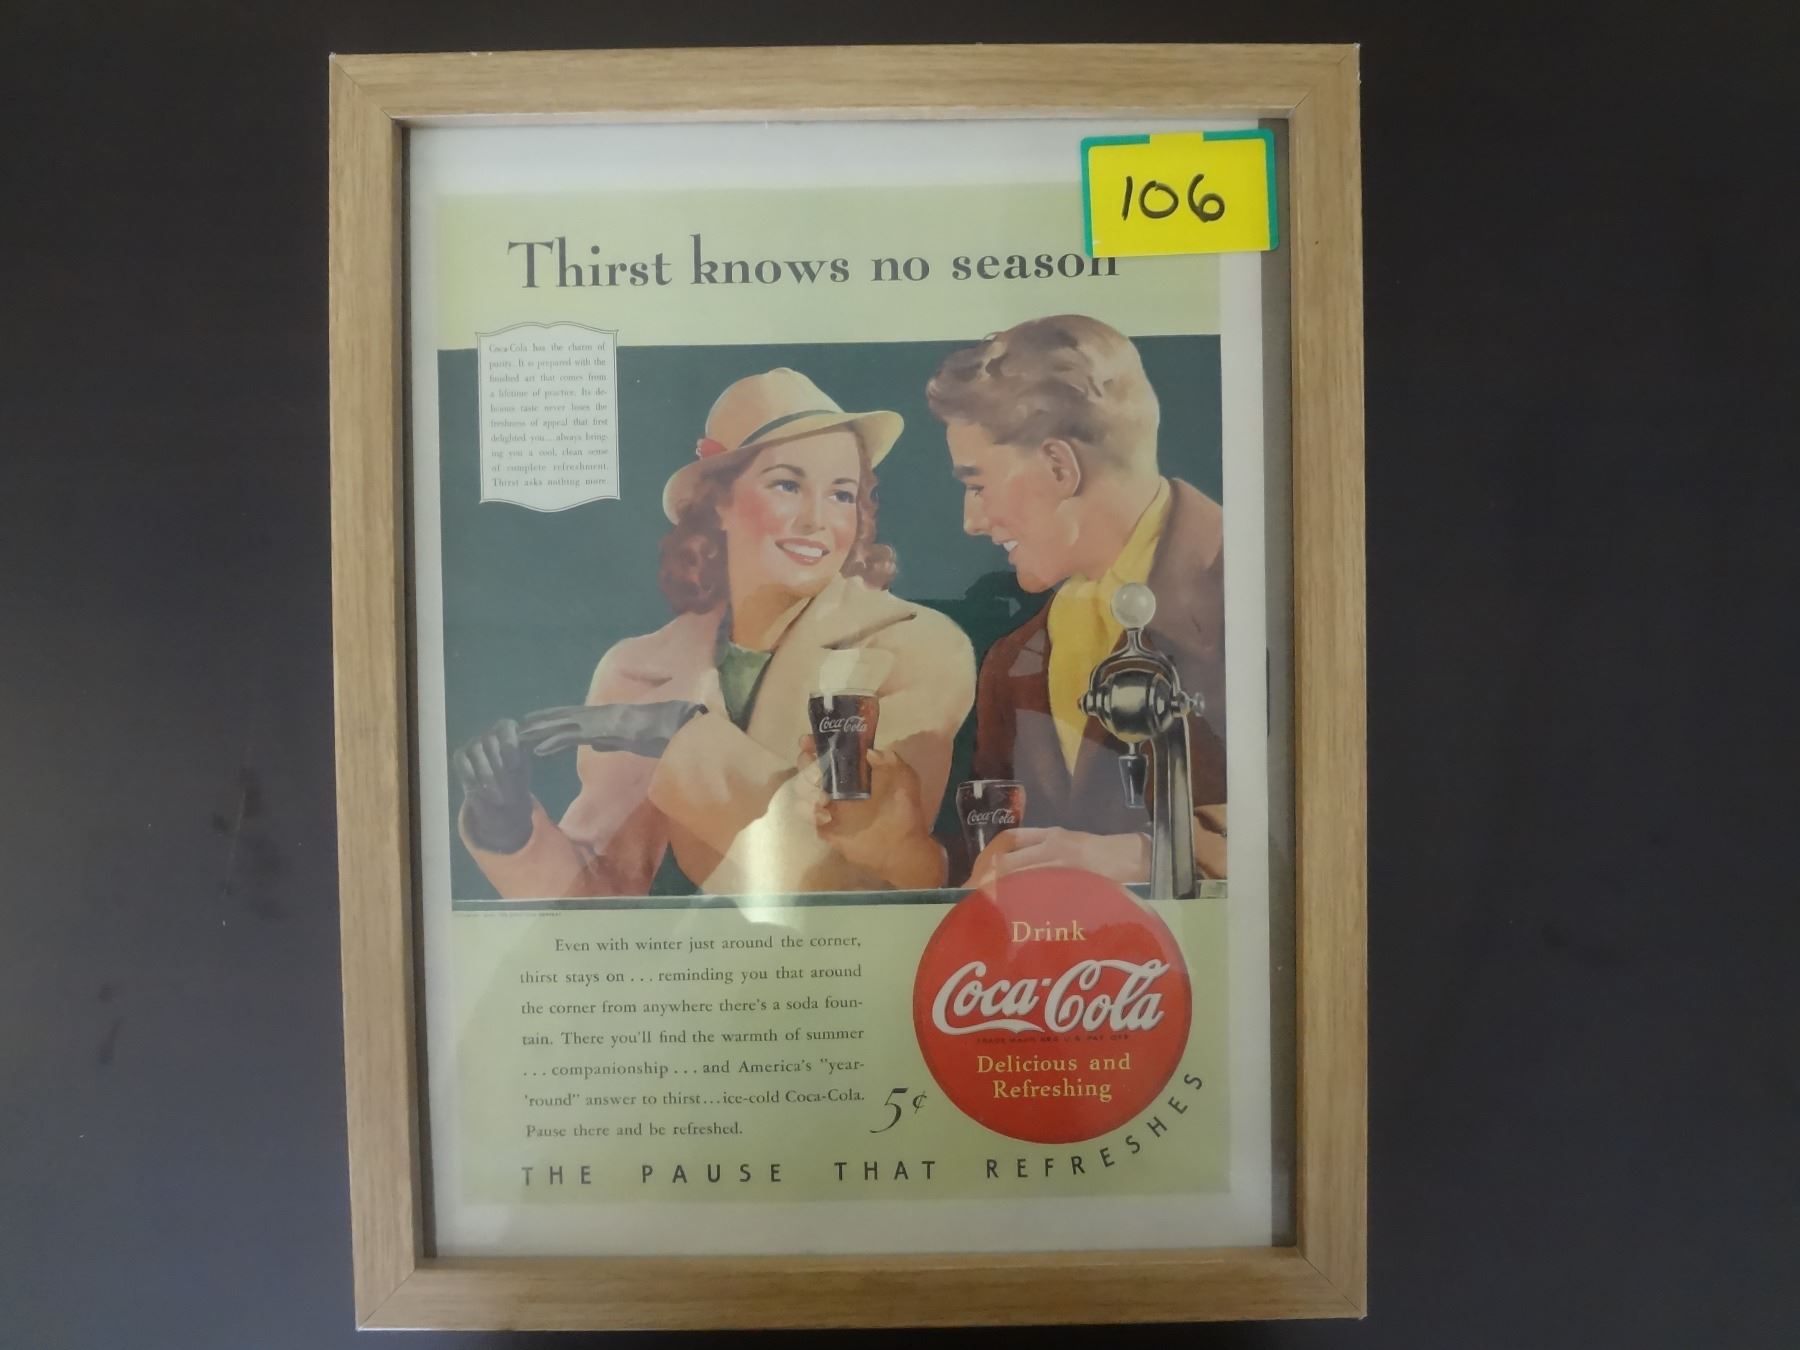 106
Thirst knows no season
Coca-Cola has the charm of
purity. It is prepared with the
finished art that comes from
a lifetime of practice. Its de-
licious taste never loses the
freshness of appeal that first
delighted you...always bring-
ing you a cool, clean sense
of complete refreshment.
Thirst asks nothing more.
Coca-Cola
Coca-Cola
Even with winter just around the corner,
thirst stays on ... reminding you that around
the corner from anywhere there's a soda foun-
tain. There you'll find the warmth of summer
... companionship ... and America's "year-
'round" answer to thirst...ice-cold Coca-Cola.
Pause there and be refreshed.
5¢
Drink
Coca-Cola
TRADE MARK REG U.S. PAT OFF
Delicious and
Refreshing
THE PAUSE THAT REFRESHES